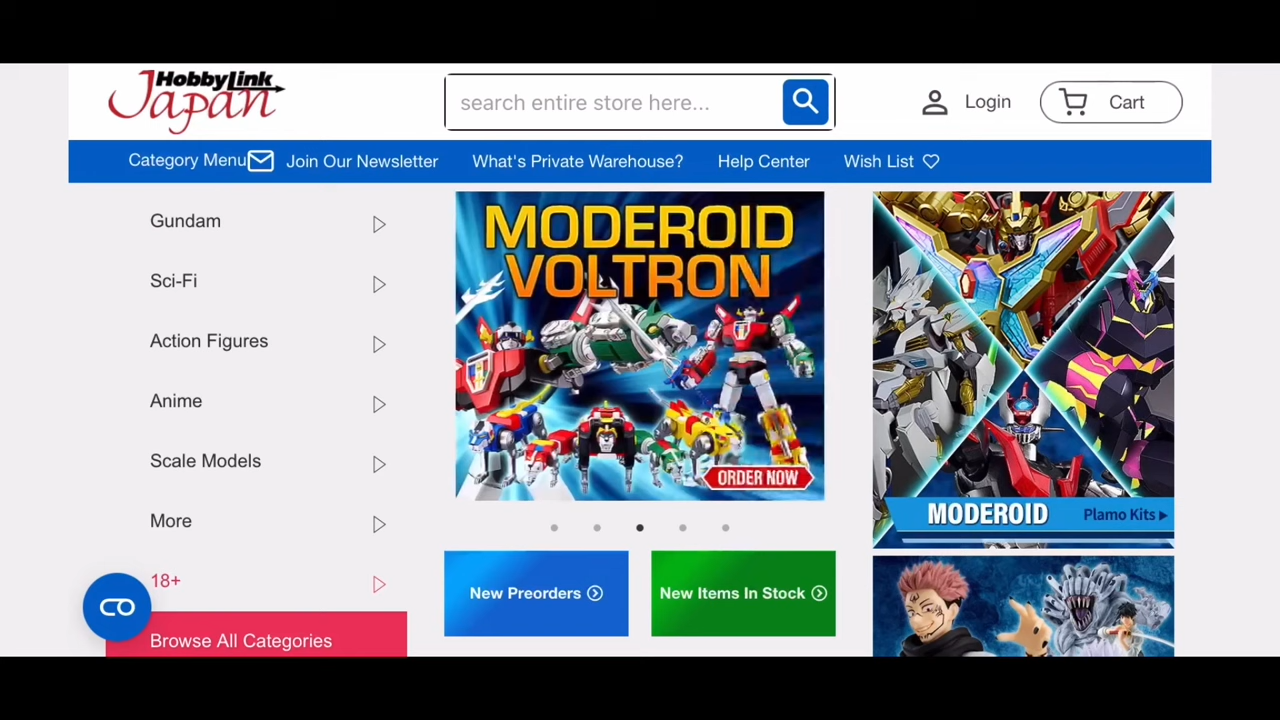 HobbyLink
Japan
search entire store here...
Login
Cart
Category Menu
Join Our Newsletter
What's Private Warehouse?
Help Center
Wish List
Gundam
Sci-Fi
Action Figures
Anime
Scale Models
More
18+
Browse All Categories
MODEROID
VOLTRON
ORDER NOW
New Preorders
New Items In Stock
MODEROID
Plamo Kits